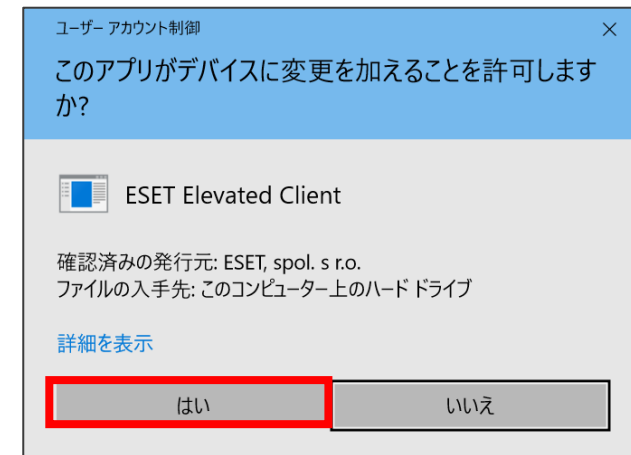 ユーザー アカウント制御
このアプリがデバイスに変更を加えることを許可します
か?
ESET Elevated Client
確認済みの発行元: ESET, spol. s r.o.
ファイルの入手先: このコンピューター上のハード ドライブ
詳細を表示
はい
いいえ